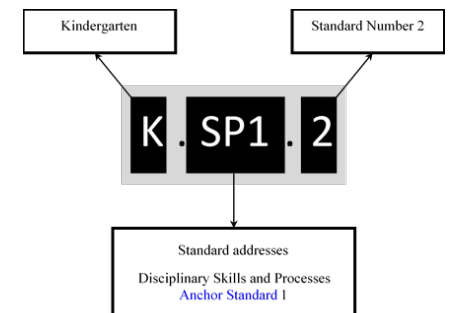 Kindergarten
Standard Number 2
K.SP1.2
Standard addresses
Disciplinary Skills and Processes
Anchor Standard 1